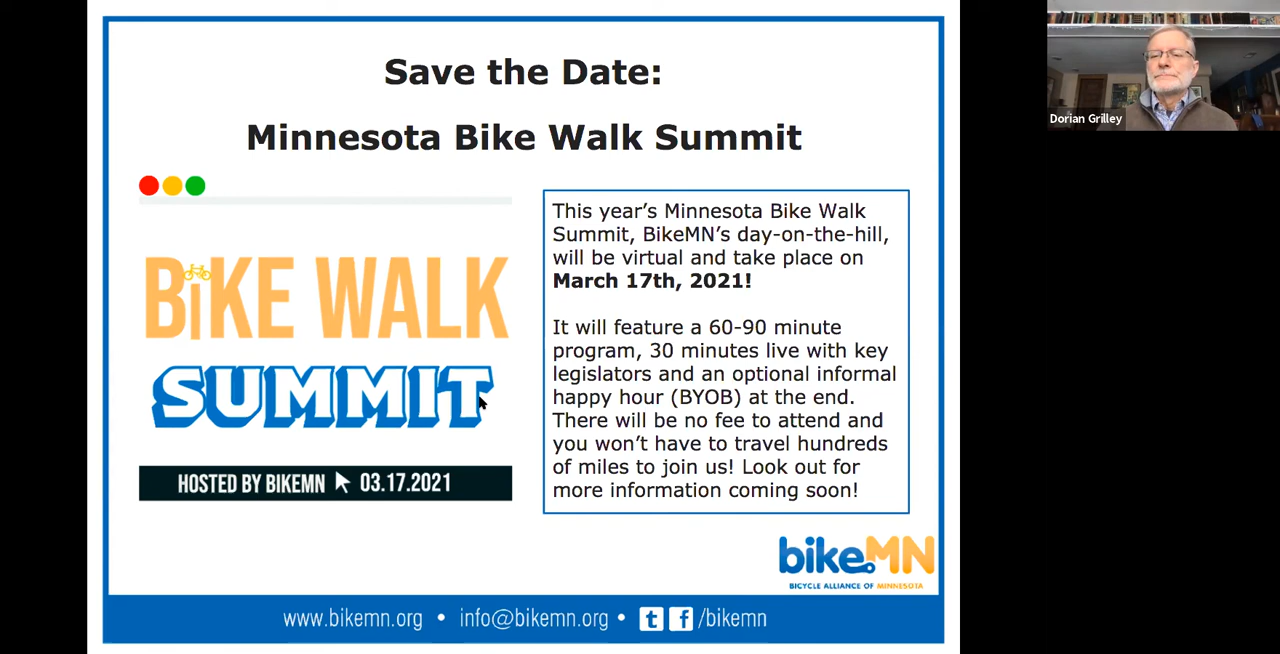 Save the Date:
Minnesota Bike Walk Summit
BIKE WALK
SUMMIT
HOSTED BY BIKEMN 03.17.2021
This year’s Minnesota Bike Walk
Summit, BikeMN’s day-on-the-hill,
will be virtual and take place on
March 17th, 2021!
It will feature a 60-90 minute
program, 30 minutes live with key
legislators and an optional informal
happy hour (BYOB) at the end.
There will be no fee to attend and
you won’t have to travel hundreds
of miles to join us! Look out for
more information coming soon!
bikeMN
BICYCLE ALLIANCE OF MINNESOTA
www.bikemn.org • info@bikemn.org • t f /bikemn
Dorian Grilley